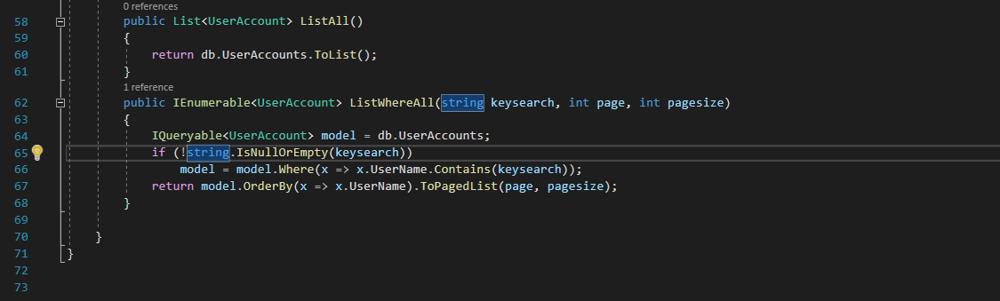 0 references
58 public List<UserAccount> ListAll()
59 {
60 return db.UserAccounts.ToList();
61 }
1 reference
62 public IEnumerable<UserAccount> ListWhereAll(string keysearch, int page, int pagesize)
63 {
64 IQueryable<UserAccount> model = db.UserAccounts;
65 if (!string.IsNullOrEmpty(keysearch))
66 model = model.Where(x => x.UserName.Contains(keysearch));
67 return model.OrderBy(x => x.UserName).ToPagedList(page, pagesize);
68 }
69
70 }
71 }
72
73